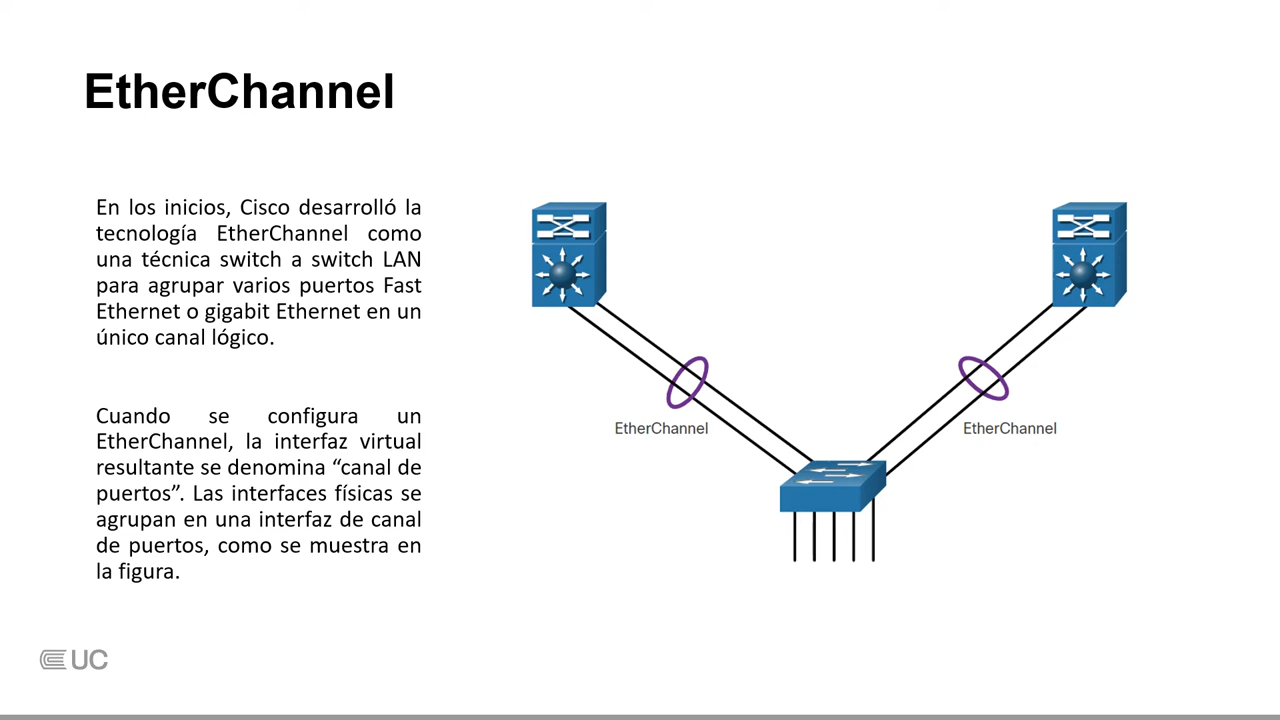 EtherChannel
En los inicios, Cisco desarrolló la
tecnología EtherChannel como
una técnica switch a switch LAN
para agrupar varios puertos Fast
Ethernet o gigabit Ethernet en un
único canal lógico.
Cuando se configura un
EtherChannel, la interfaz virtual
resultante se denomina “canal de
puertos”. Las interfaces físicas se
agrupan en una interfaz de canal
de puertos, como se muestra en
la figura.
EtherChannel
EtherChannel
UC